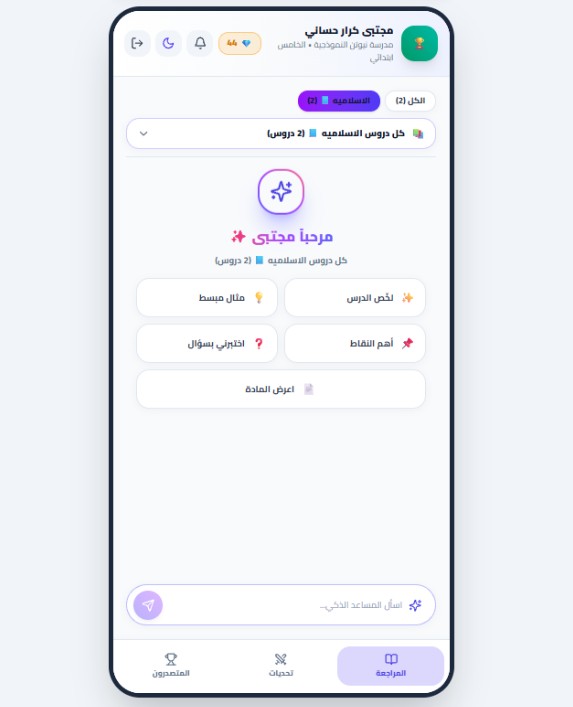 مجتبى كرار حساني
مدرسة نيوتن النموذجية • الخامس
ابتدائي
44
الكل (2)
الاسلاميه (2)
كل دروس الاسلاميه (2 دروس)
مرحباً مجتبى
كل دروس الاسلاميه (2 دروس)
لخّص الدرس
مثال مبسط
أهم النقاط
اختبرني بسؤال
اعرض المادة
اسأل المساعد الذكي...
المراجعة
تحديات
المتصدرون